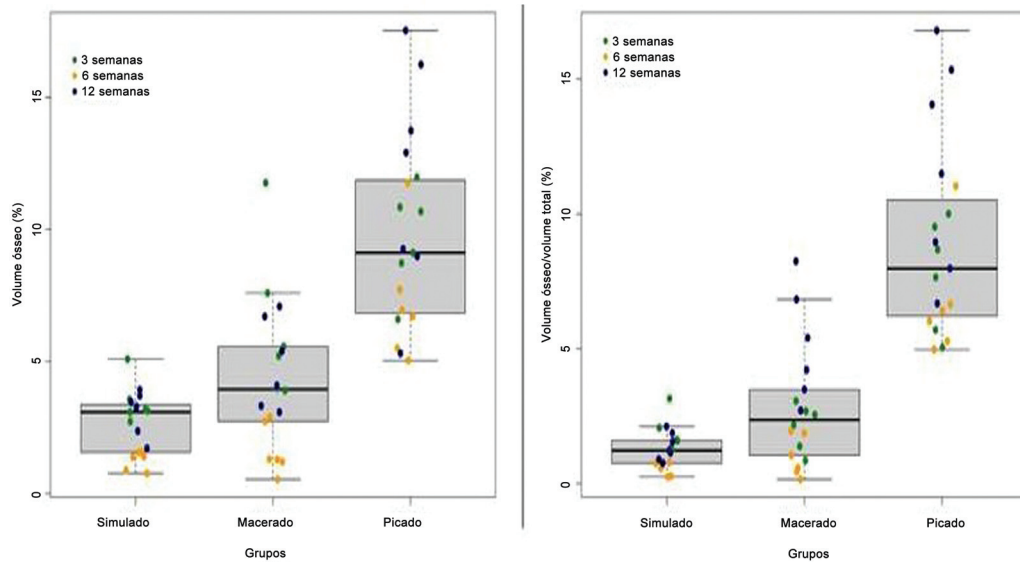 3 semanas
6 semanas
12 semanas
Volume ósseo (%)
15
10
5
0
Simulado Macerado Picado
Grupos
3 semanas
6 semanas
12 semanas
Volume ósseo/volume total (%)
15
10
5
0
Simulado Macerado Picado
Grupos